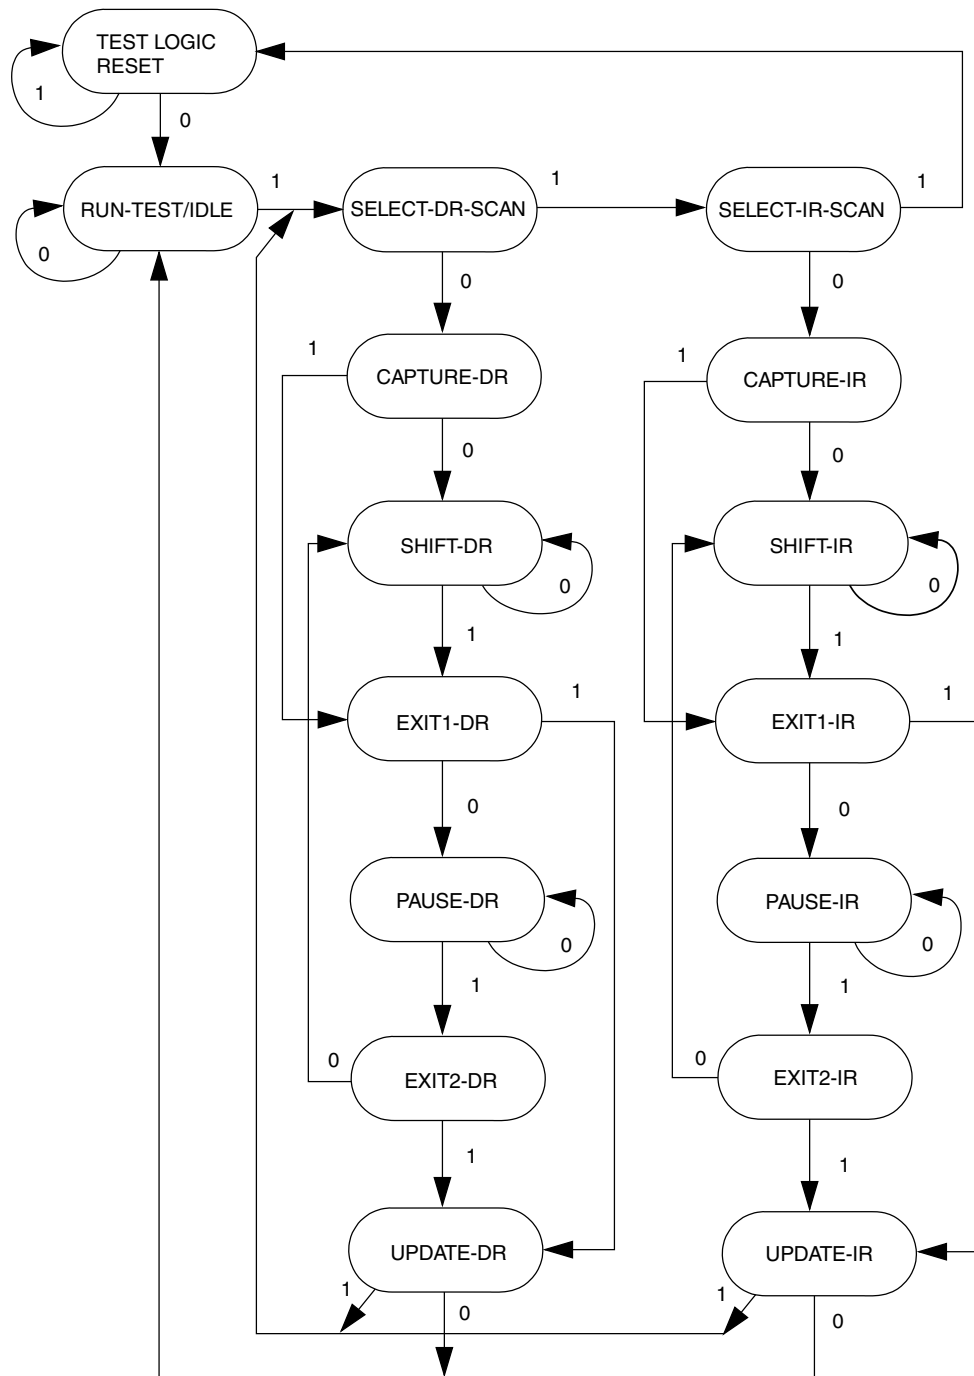 TEST LOGIC
RESET
1
0
RUN-TEST/IDLE
1
SELECT-DR-SCAN
1
SELECT-IR-SCAN
1
0
0
0
1
CAPTURE-DR
1
CAPTURE-IR
0
0
SHIFT-DR
0
SHIFT-IR
0
1
1
EXIT1-DR
1
EXIT1-IR
1
0
0
PAUSE-DR
0
PAUSE-IR
0
1
1
0
EXIT2-DR
0
EXIT2-IR
1
1
UPDATE-DR
UPDATE-IR
1
0
1
0